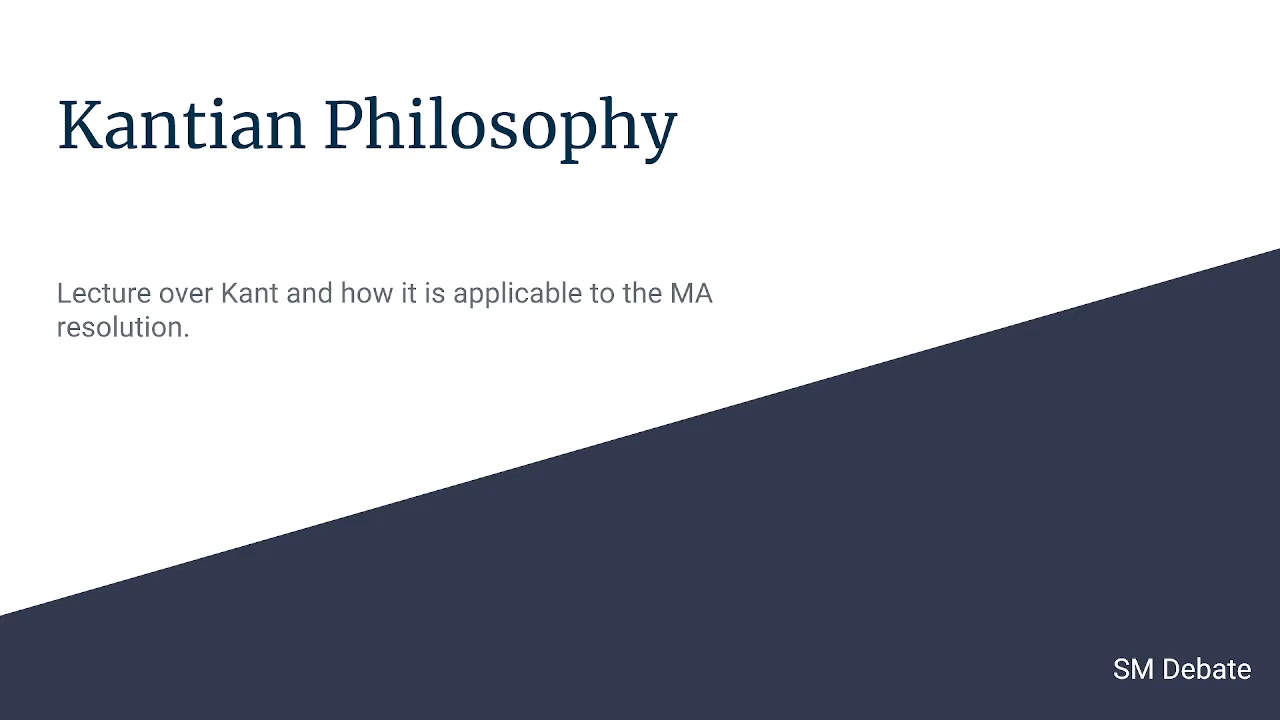 Kantian Philosophy
Lecture over Kant and how it is applicable to the MA
resolution.
SM Debate